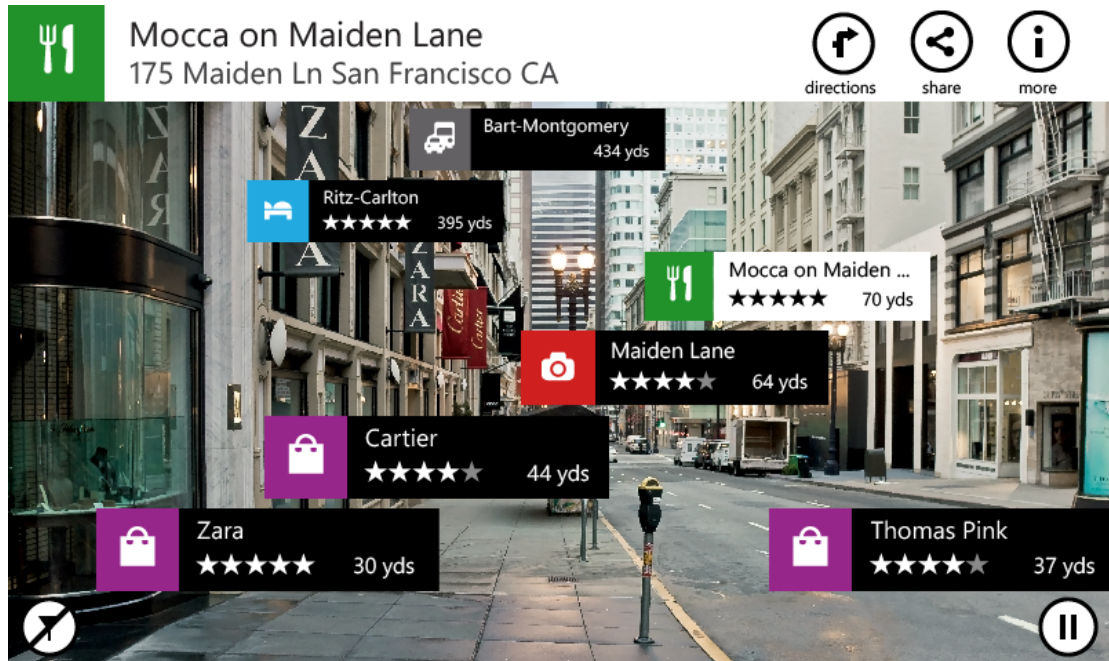 Mocca on Maiden Lane
175 Maiden Ln San Francisco CA
directions
share
more
ZARA
Bart-Montgomery
434 yds
Ritz-Carlton
395 yds
ZARA
Cartier
Cartier
Mocca on Maiden ...
70 yds
Maiden Lane
64 yds
Cartier
44 yds
Zara
30 yds
Thomas Pink
37 yds